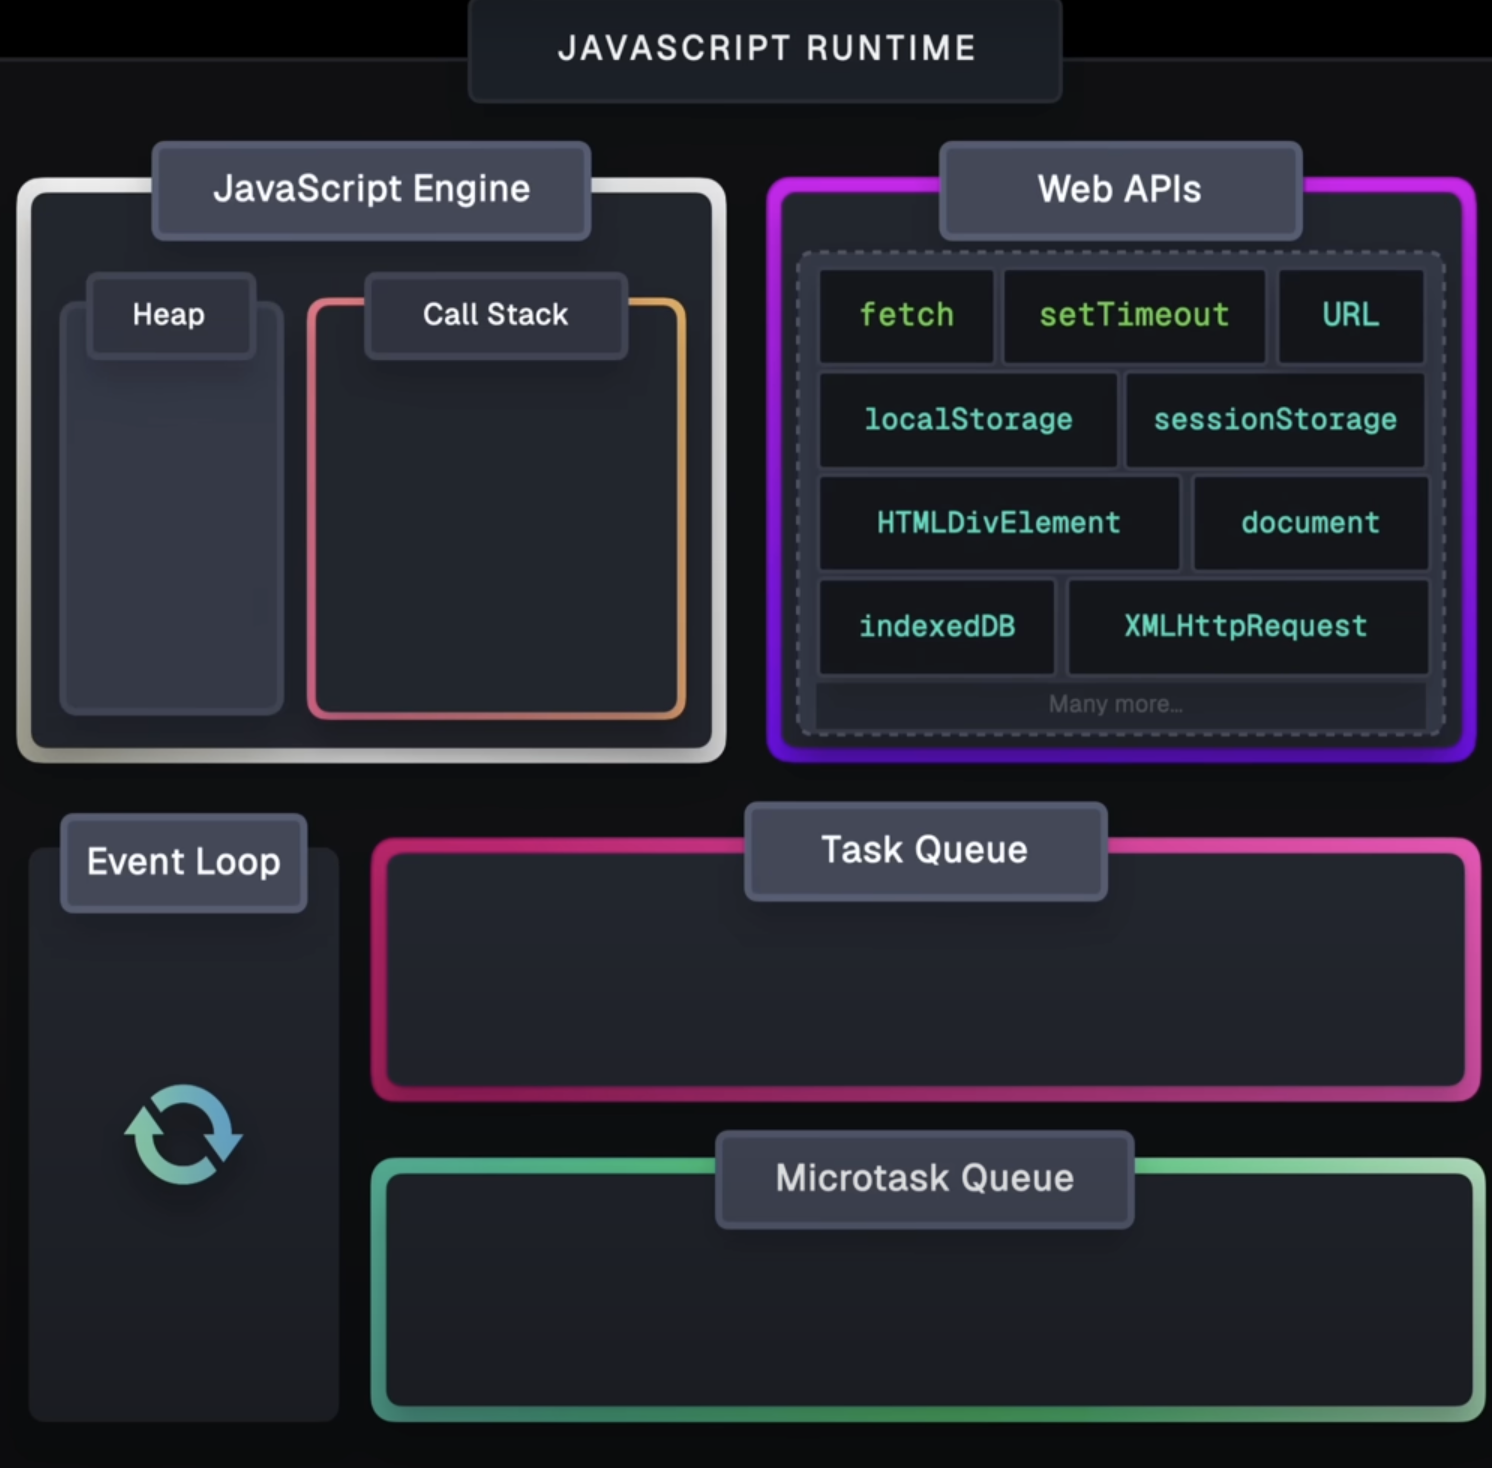 JAVASCRIPT RUNTIME
JavaScript Engine
Heap
Call Stack
Web APIs
fetch
setTimeout
URL
localStorage
sessionStorage
HTMLDivElement
document
indexedDB
XMLHttpRequest
Many more…
Event Loop
Task Queue
Microtask Queue